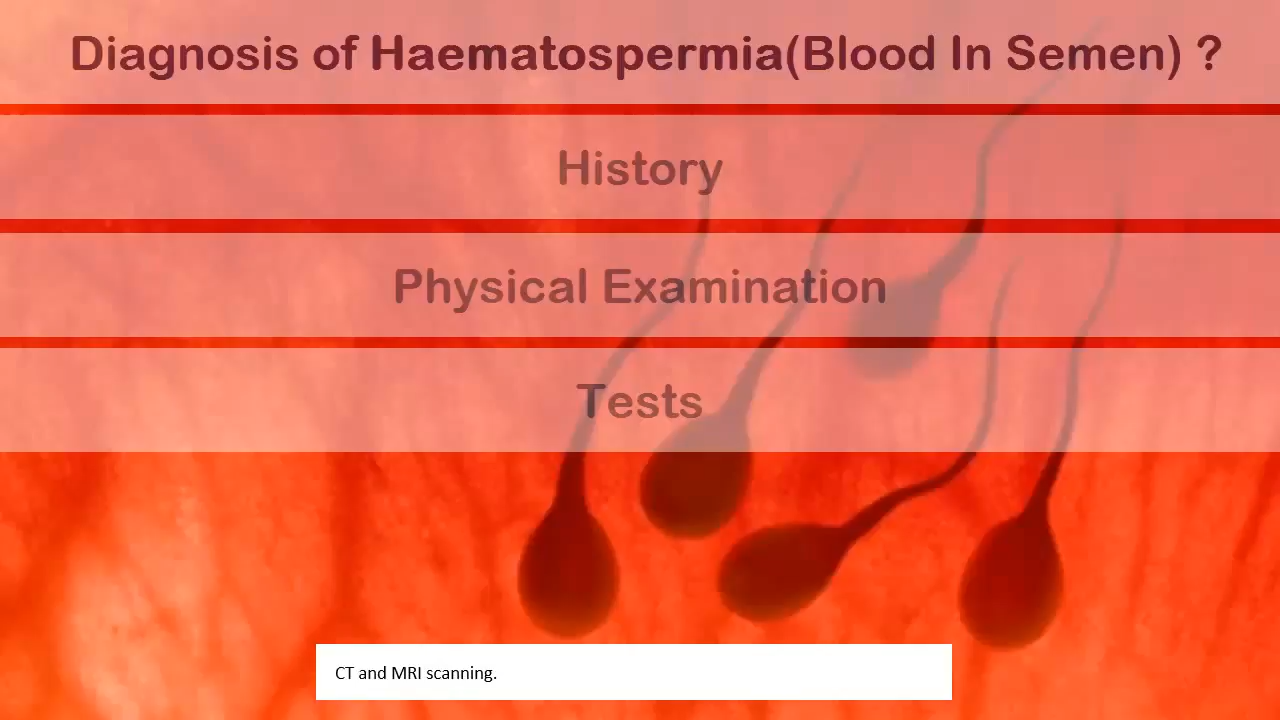 Diagnosis of Haematospermia(Blood In Semen) ?
History
Physical Examination
Tests
CT and MRI scanning.